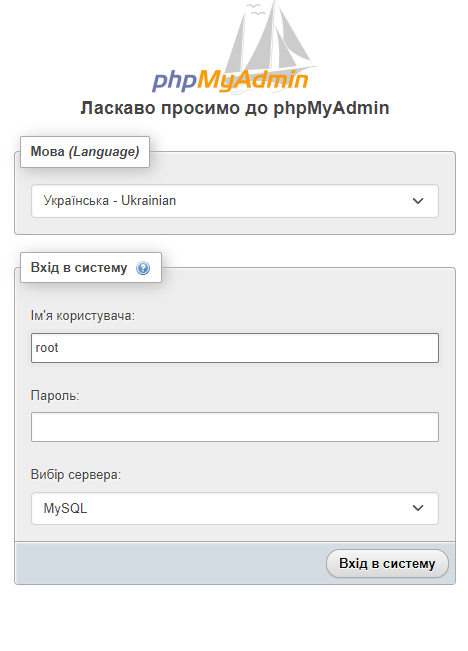 phpMyAdmin
Ласкаво просимо до phpMyAdmin
Мова (Language)
Українська - Ukrainian
Вхід в систему
Ім'я користувача:
root
Пароль:
Вибір сервера:
MySQL
Вхід в систему